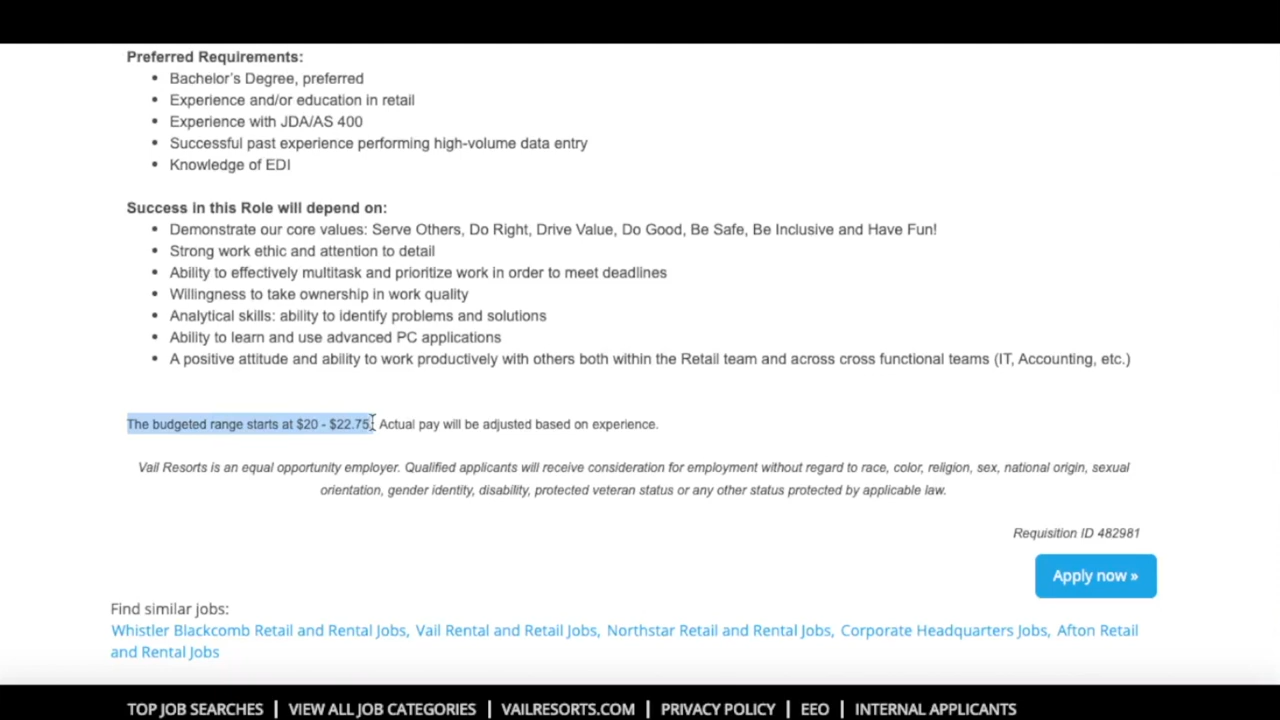 Preferred Requirements:
• Bachelor's Degree, preferred
• Experience and/or education in retail
• Experience with JDA/AS 400
• Successful past experience performing high-volume data entry
• Knowledge of EDI
Success in this Role will depend on:
• Demonstrate our core values: Serve Others, Do Right, Drive Value, Do Good, Be Safe, Be Inclusive and Have Fun!
• Strong work ethic and attention to detail
• Ability to effectively multitask and prioritize work in order to meet deadlines
• Willingness to take ownership in work quality
• Analytical skills: ability to identify problems and solutions
• Ability to learn and use advanced PC applications
• A positive attitude and ability to work productively with others both within the Retail team and across cross functional teams (IT, Accounting, etc.)
The budgeted range starts at $20 - $22.75. Actual pay will be adjusted based on experience.
Vail Resorts is an equal opportunity employer. Qualified applicants will receive consideration for employment without regard to race, color, religion, sex, national origin, sexual
orientation, gender identity, disability, protected veteran status or any other status protected by applicable law.
Requisition ID 482981
Apply now »
Find similar jobs:
Whistler Blackcomb Retail and Rental Jobs, Vail Rental and Retail Jobs, Northstar Retail and Rental Jobs, Corporate Headquarters Jobs, Afton Retail
and Rental Jobs
TOP JOB SEARCHES | VIEW ALL JOB CATEGORIES | VAILRESORTS.COM | PRIVACY POLICY | EEO | INTERNAL APPLICANTS